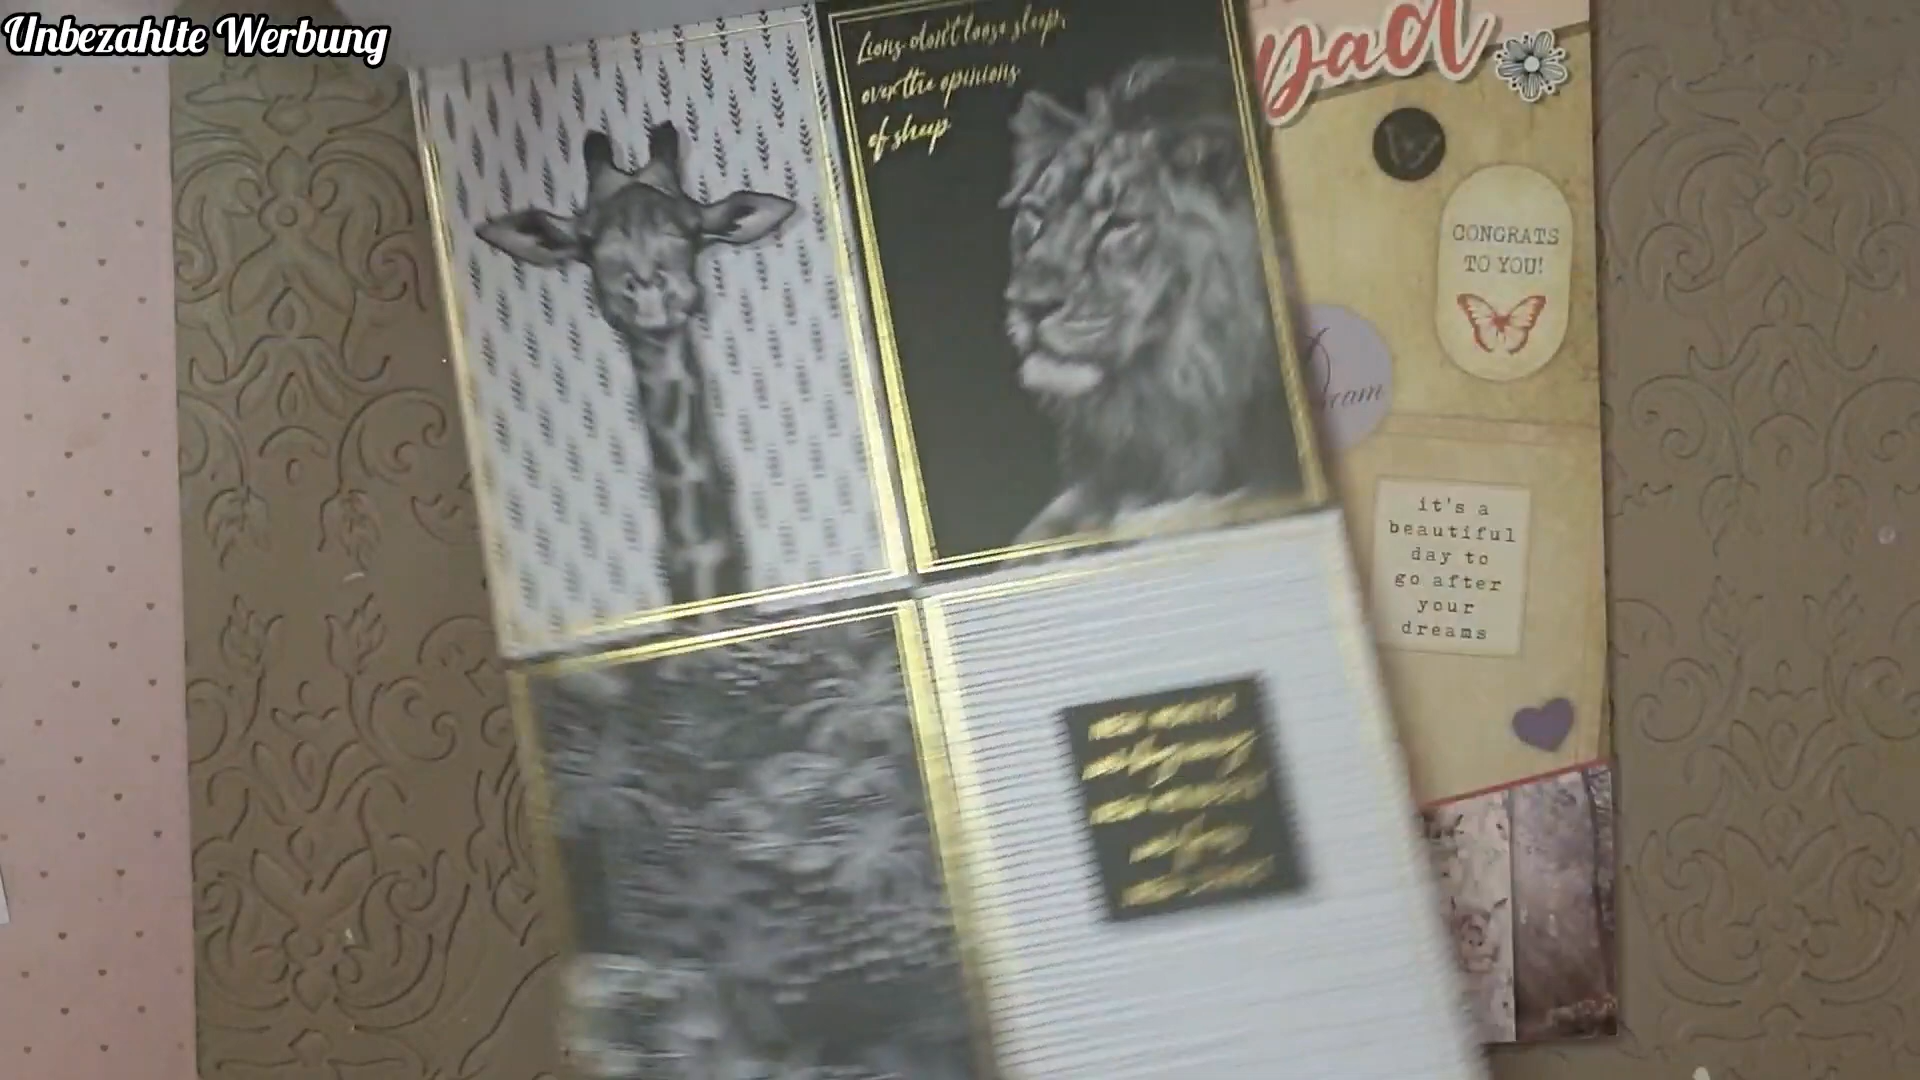 Unbezahlte Werbung
Lions don't loose sleep,
over the opinions
of sheep
Dad
CONGRATS
TO YOU!
Dream
it's a
beautiful
day to
go after
your
dreams